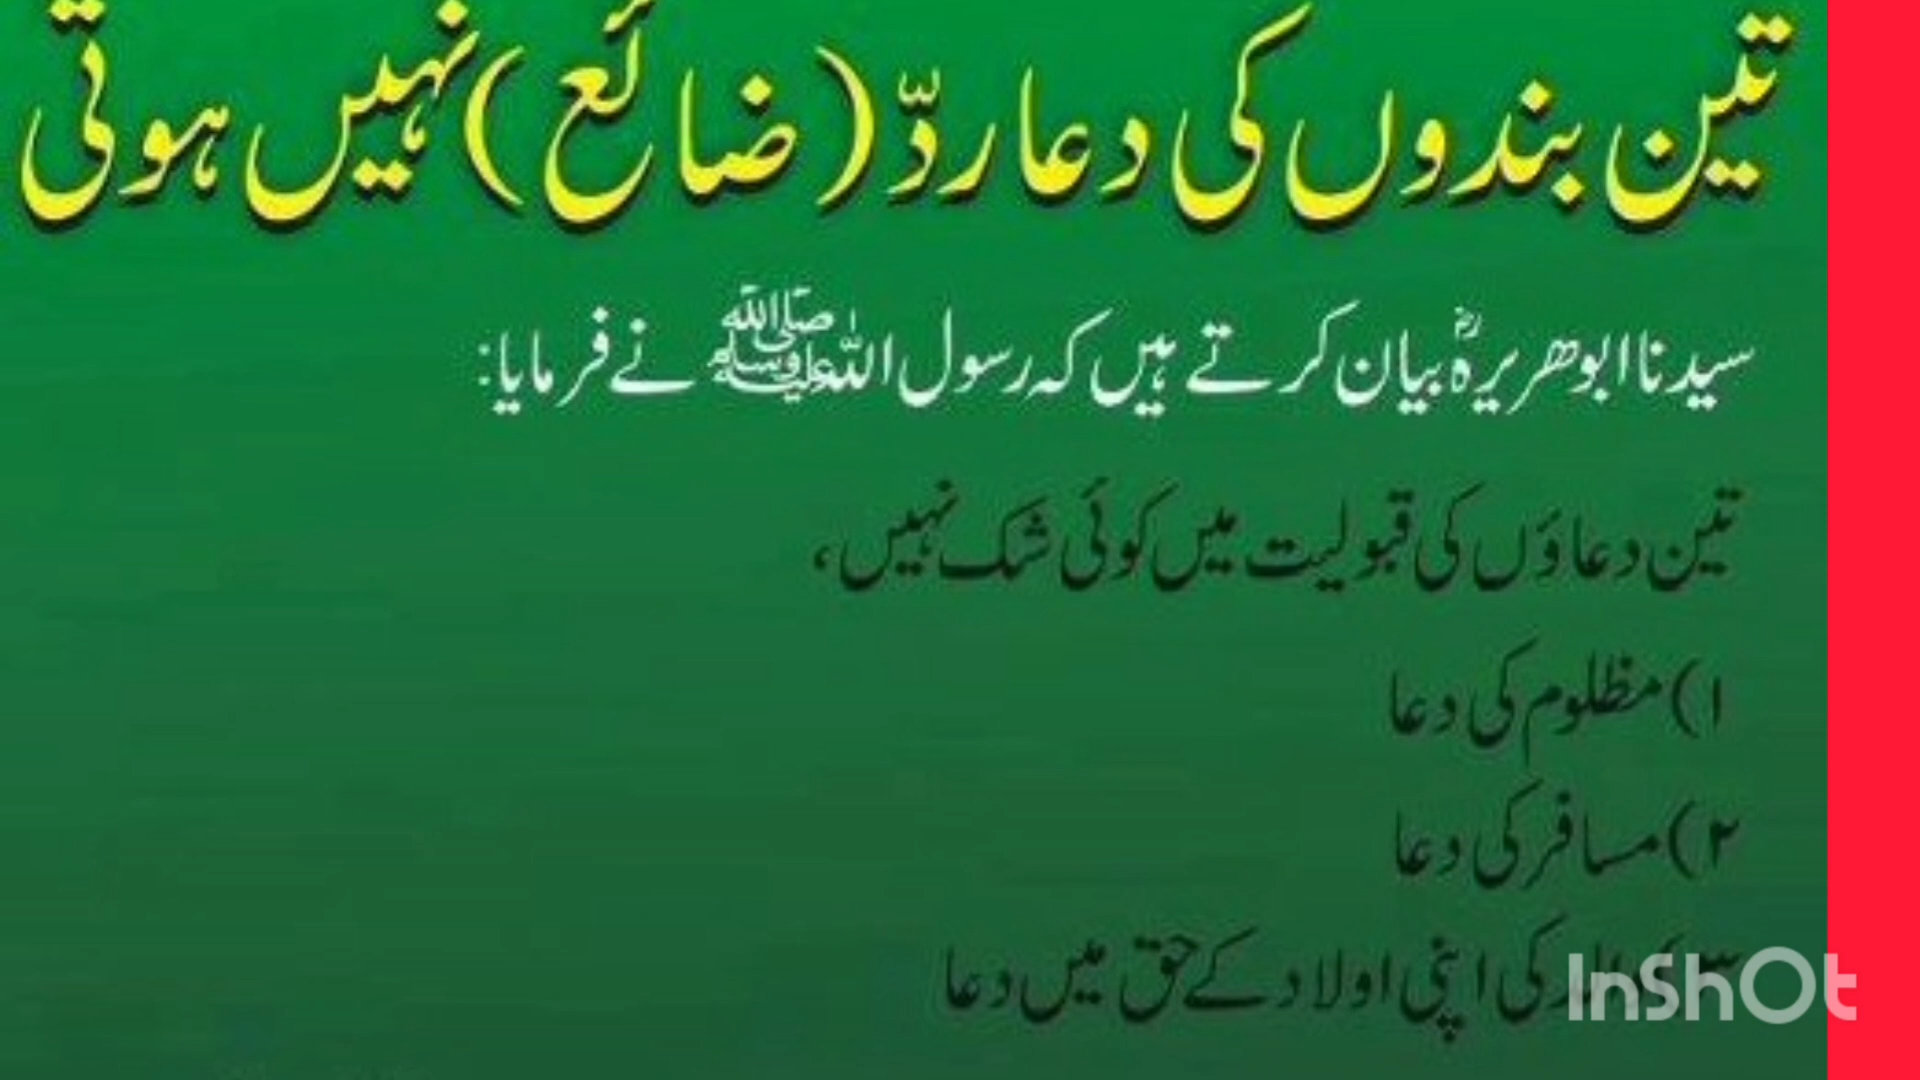 تین بندوں کی دعا ردّ (ضائع) نہیں ہوتی
سیدنا ابوھریرہؓ بیان کرتے ہیں کہ رسول اللہ ﷺ نے فرمایا:
تین دعاؤں کی قبولیت میں کوئی شک نہیں،
۱) مظلوم کی دعا
۲) مسافر کی دعا
کی اپنی اولاد کے حق میں دعا
InShOt